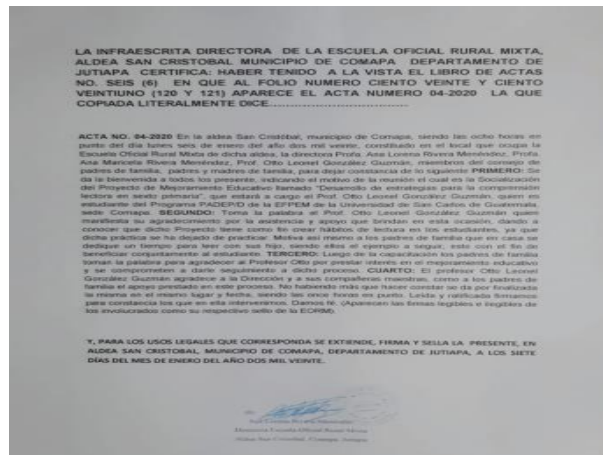 LA INFRAESCRITA DIRECTORA DE LA ESCUELA OFICIAL RURAL MIXTA,
ALDEA SAN CRISTOBAL MUNICIPIO DE COMAPA DEPARTAMENTO DE
JUTIAPA CERTIFICA: HABER TENIDO A LA VISTA EL LIBRO DE ACTAS
NO. SEIS (6) EN QUE AL FOLIO NUMERO CIENTO VEINTE Y CIENTO
VEINTIUNO (120 Y 121) APARECE EL ACTA NUMERO 04-2020 LA QUE
COPIADA LITERALMENTE DICE.................................
ACTA NO. 04-2020 En la aldea San Cristóbal, municipio de Comapa, siendo las ocho horas en
punto del día lunes seis de enero del año dos mil veinte, constituido en el local que ocupa la
Escuela Oficial Rural Mixta de dicha aldea, la directora Profa. Ana Lorena Rivera Menéndez, Profa.
Ana Maricela Rivera Menéndez, Prof. Otto Leonel González Guzmán, miembros del consejo de
padres de familia, padres y madres de familia, para dejar constancia de lo siguiente PRIMERO: Se
da la bienvenida a todos los presente, indicando el motivo de la reunión el cual es la Socialización
del Proyecto de Mejoramiento Educativo llamado "Desarrollo de estrategias para la comprensión
lectora en sexto primaria", que estará a cargo del Prof. Otto Leonel González Guzmán, quien es
estudiante del Programa PADEP/D de la EFPEM de la Universidad de San Carlos de Guatemala,
sede Comapa. SEGUNDO: Toma la palabra el Prof. Otto Leonel González Guzmán quien
manifiesta su agradecimiento por la asistencia y apoyo que brindan en esta ocasión, dando a
conocer que dicho Proyecto tiene como fin crear hábitos de lectura en los estudiantes, ya que
dicha práctica se ha dejado de practicar. Motiva así mismo a los padres de familia que en casa se
dedique un tiempo para leer con sus hijo, siendo ellos el ejemplo a seguir, esto con el fin de
beneficiar conjuntamente al estudiante. TERCERO: Luego de la capacitación los padres de familia
toman la palabra para agradecer al Profesor Otto por prestar interés en el mejoramiento educativo
y se comprometen a darle seguimiento a dicho proceso. CUARTO: El profesor Otto Leonel
González Guzmán agradece a la Dirección y a sus compañeras maestras, como a los padres de
familia el apoyo prestado en este proceso. No habiendo más que hacer constar se da por finalizada
la misma en el mismo lugar y fecha, siendo las once horas en punto. Leída y ratificada firmamos
para constancia los que en ella intervenimos. Damos fé. (Aparecen las firmas legibles e ilegibles de
los involucrados como su respectivo sello de la EORM).
Y, PARA LOS USOS LEGALES QUE CORRESPONDA SE EXTIENDE, FIRMA Y SELLA LA PRESENTE, EN
ALDEA SAN CRISTOBAL, MUNICIPIO DE COMAPA, DEPARTAMENTO DE JUTIAPA, A LOS SIETE
DÍAS DEL MES DE ENERO DEL AÑO DOS MIL VEINTE.
Lorena Rivera Menéndez
Directora Escuela Oficial Rural Mixta
Aldea San Cristóbal, Comapa, Jutiapa